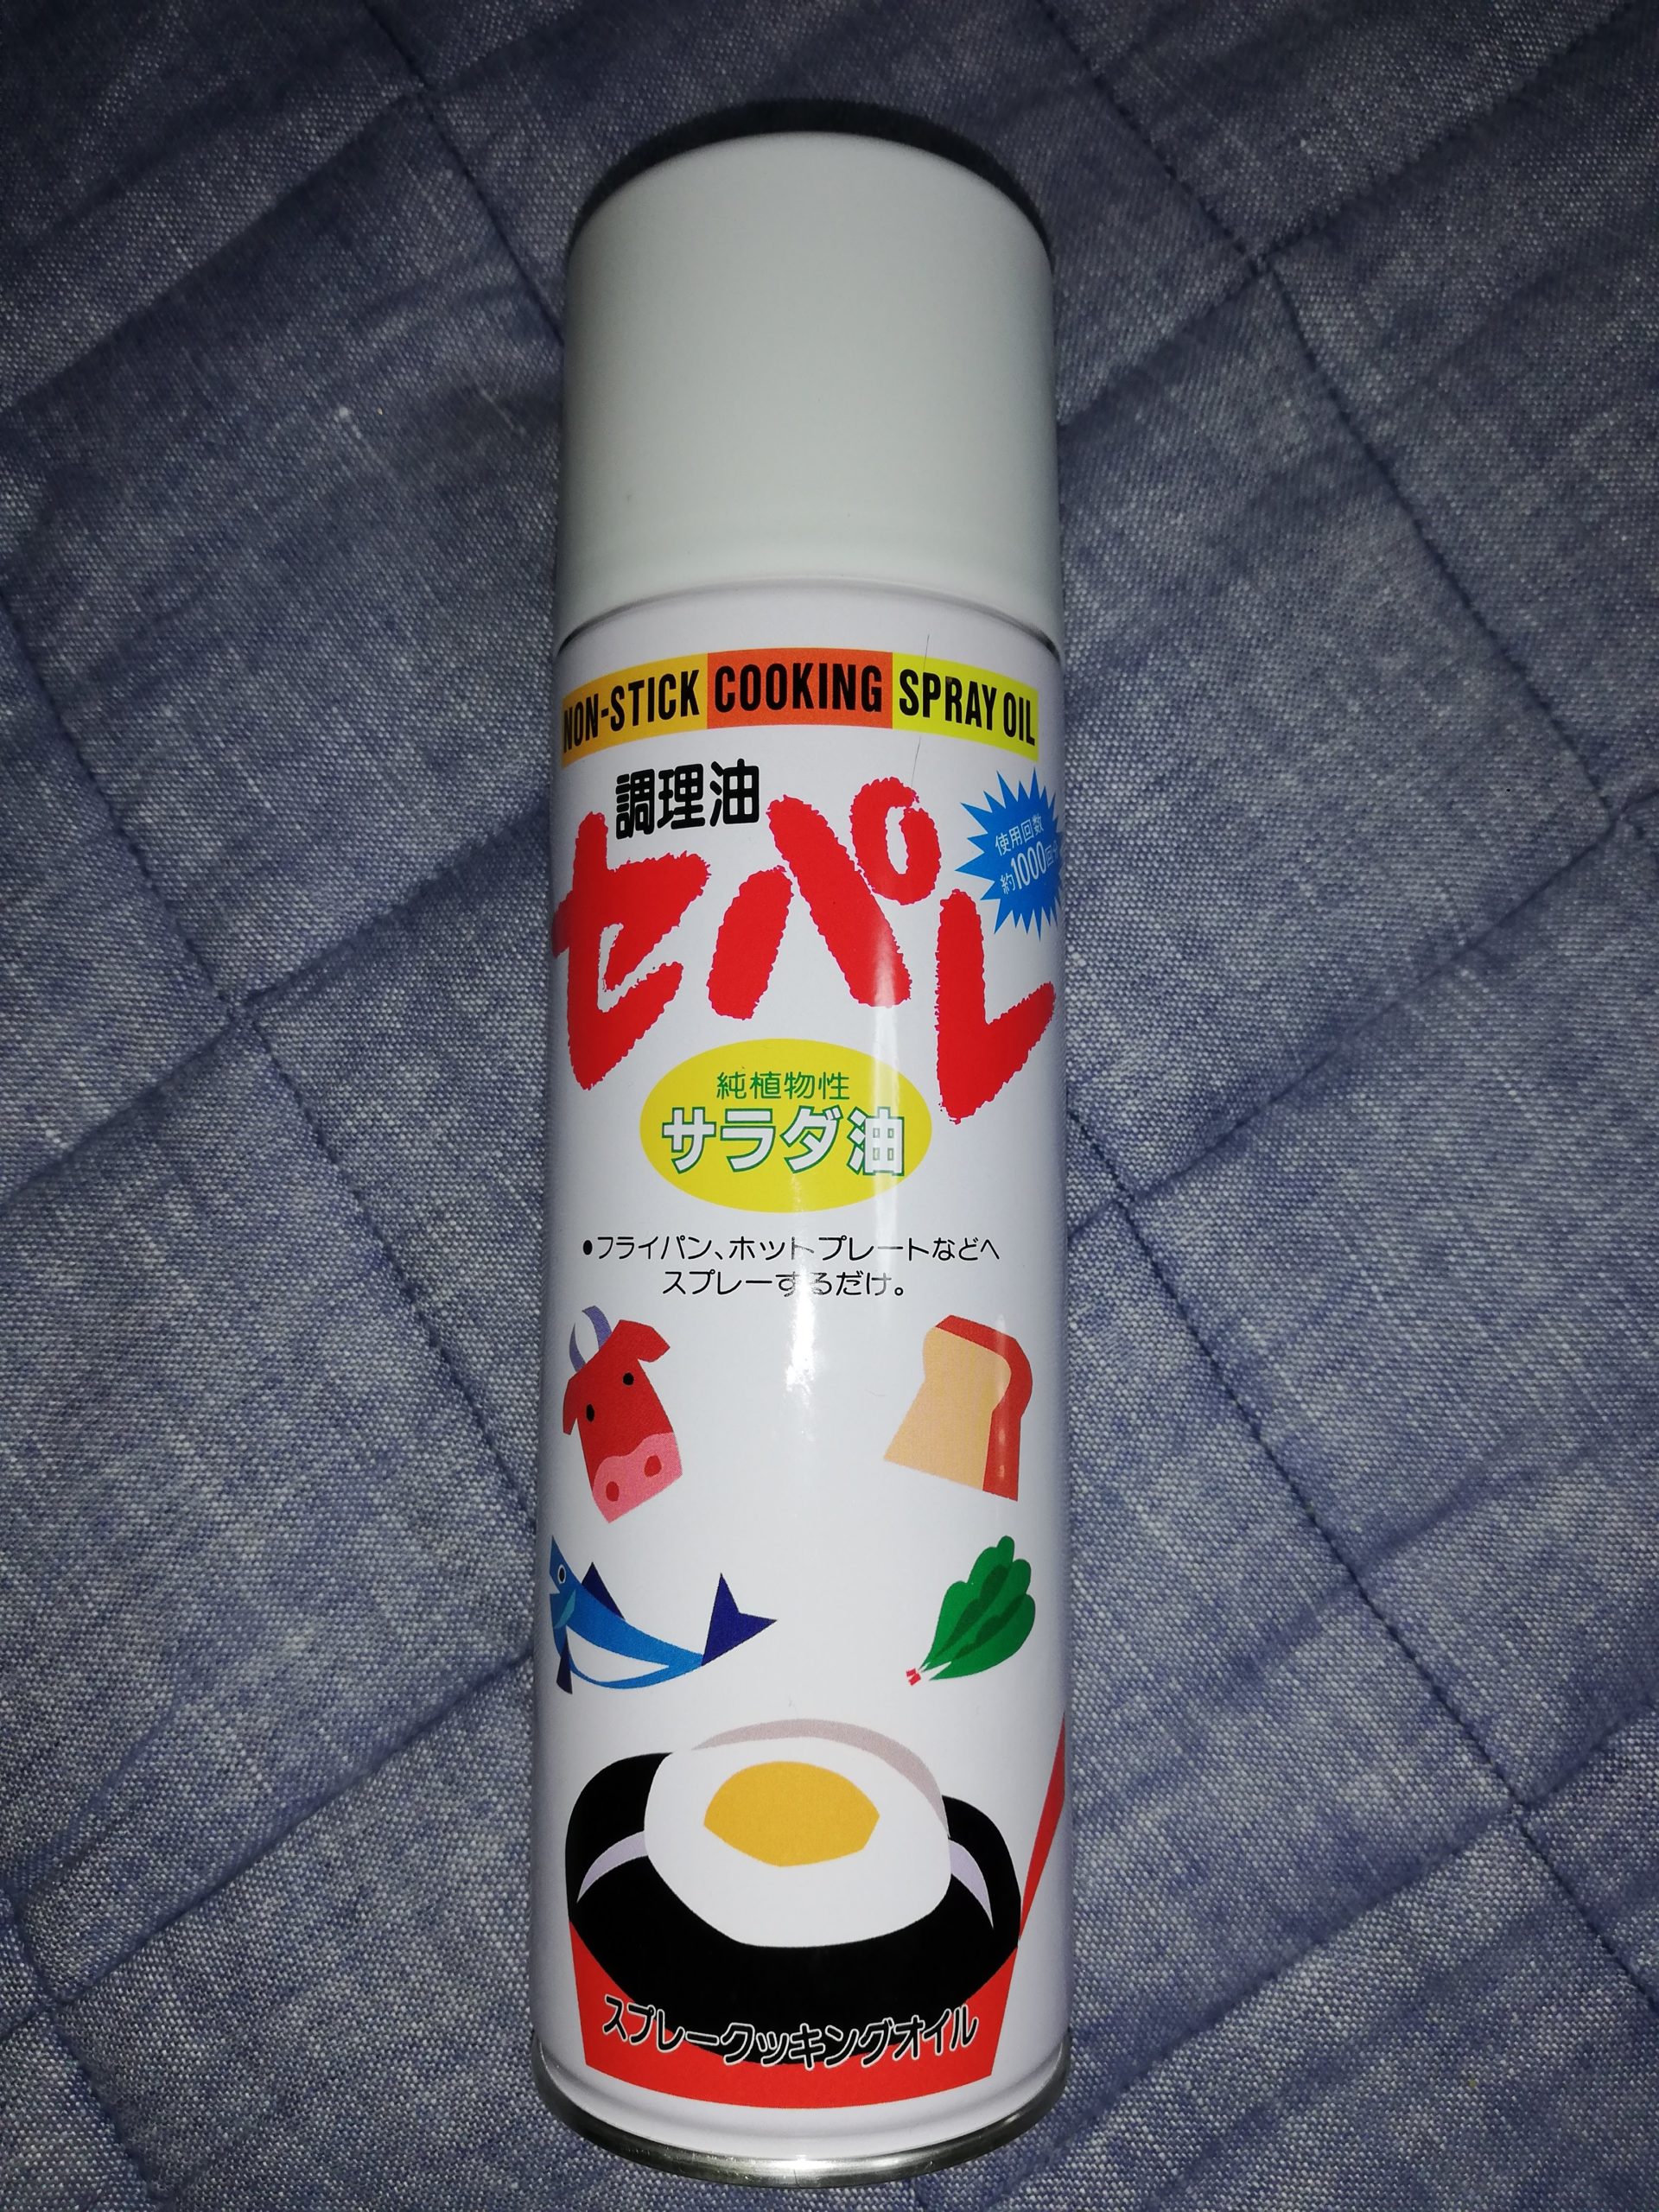 NON-STICK COOKING SPRAY OIL
調理油
セパレ
使用回数
約1000回分
純植物性
サラダ油
●フライパン、ホットプレートなどへ
スプレーするだけ。
スプレークッキングオイル